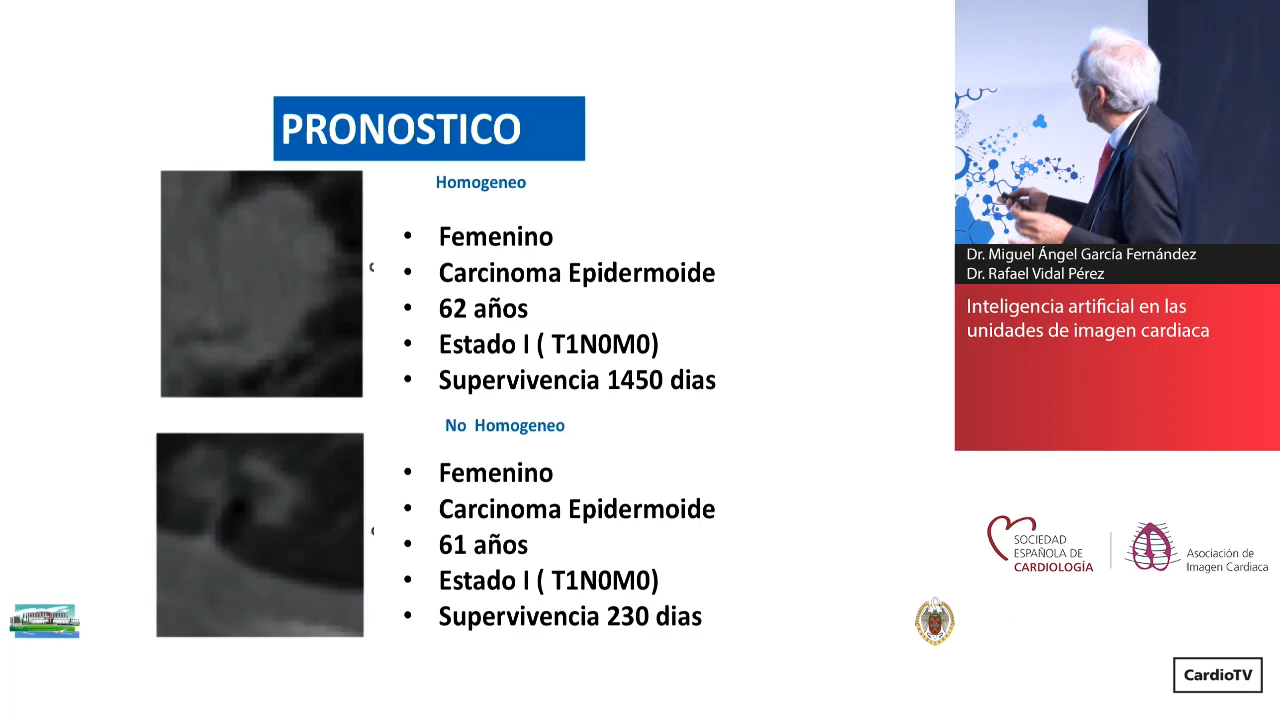 PRONOSTICO
Homogeneo
• Femenino
• Carcinoma Epidermoide
• 62 años
• Estado I ( T1N0M0)
• Supervivencia 1450 dias
No Homogeneo
• Femenino
• Carcinoma Epidermoide
• 61 años
• Estado I ( T1N0M0)
• Supervivencia 230 dias
Dr. Miguel Ángel García Fernández
Dr. Rafael Vidal Pérez
Inteligencia artificial en las
unidades de imagen cardiaca
SOCIEDAD
ESPAÑOLA DE
CARDIOLOGÍA
Asociación de
Imagen Cardiaca
CardioTV